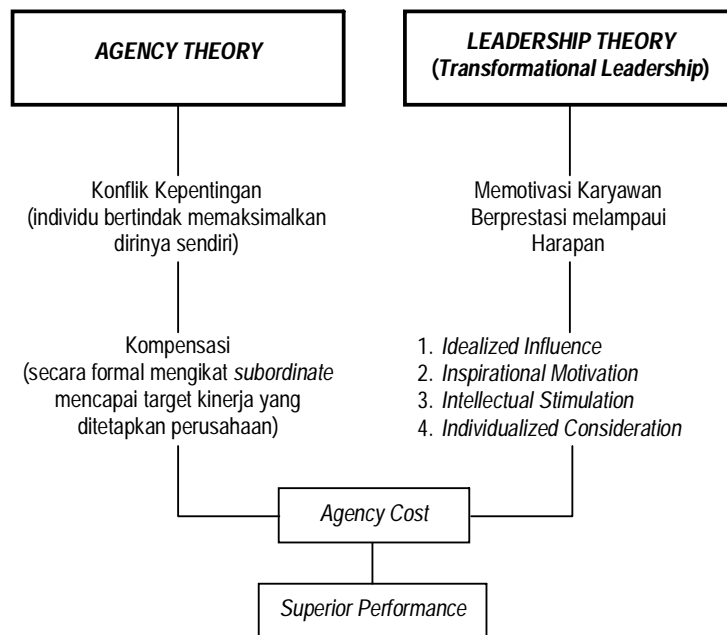 AGENCY THEORY
LEADERSHIP THEORY
(Transformational Leadership)
Konflik Kepentingan
(individu bertindak memaksimalkan
dirinya sendiri)
Memotivasi Karyawan
Berprestasi melampaui
Harapan
Kompensasi
(secara formal mengikat subordinate
mencapai target kinerja yang
ditetapkan perusahaan)
1. Idealized Influence
2. Inspirational Motivation
3. Intellectual Stimulation
4. Individualized Consideration
Agency Cost
Superior Performance